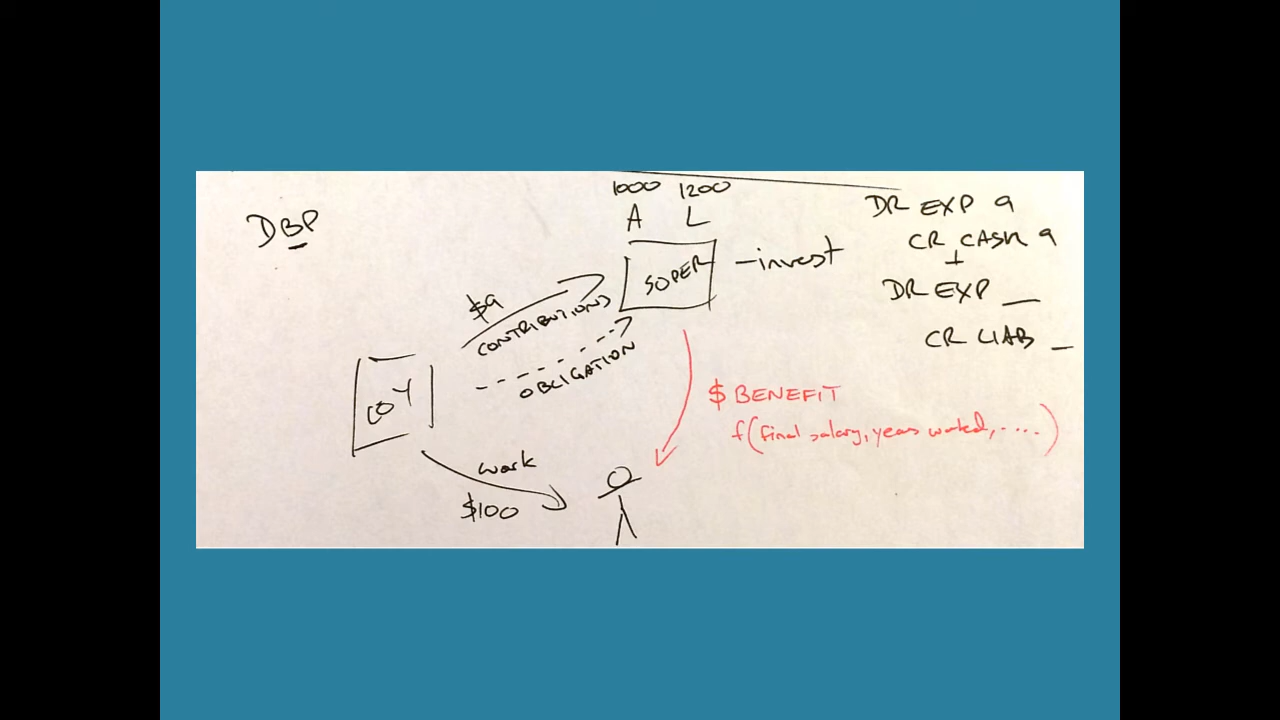 DBP
1000 1200
A L
SUPER
-invest
DR EXP 9
CR CASH 9
+
DR EXP __
CR LIAB _
$9
CONTRIBUTIONS
OBLIGATION
COY
work
$100
$ BENEFIT
f(final salary, years worked, ....)